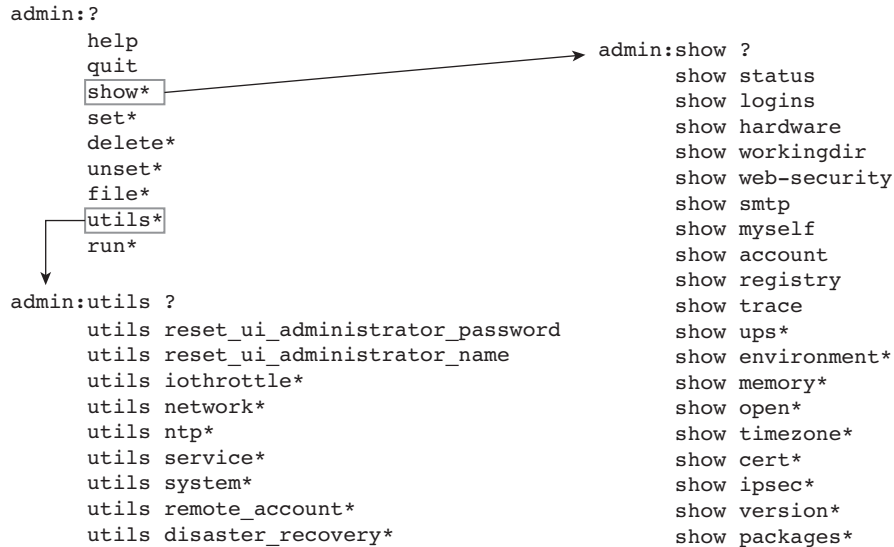 admin:?
help
quit
show*
set*
delete*
unset*
file*
utils*
run*
admin:utils ?
utils reset_ui_administrator_password
utils reset_ui_administrator_name
utils iothrottle*
utils network*
utils ntp*
utils service*
utils system*
utils remote_account*
utils disaster_recovery*
admin:show ?
show status
show logins
show hardware
show workingdir
show web-security
show smtp
show myself
show account
show registry
show trace
show ups*
show environment*
show memory*
show open*
show timezone*
show cert*
show ipsec*
show version*
show packages*